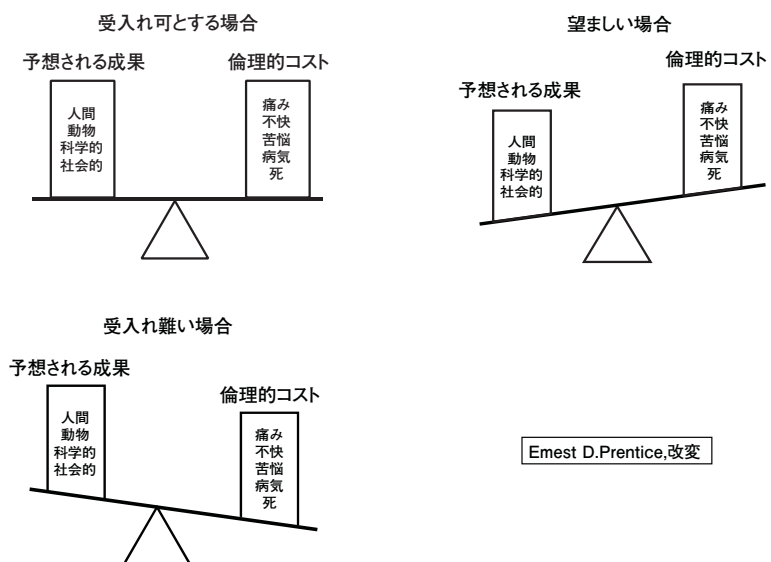 受入れ可とする場合
予想される成果
倫理的コスト
人間
動物
科学的
社会的
痛み
不快
苦悩
病気
死
望ましい場合
予想される成果
倫理的コスト
人間
動物
科学的
社会的
痛み
不快
苦悩
病気
死
受入れ難い場合
予想される成果
倫理的コスト
人間
動物
科学的
社会的
痛み
不快
苦悩
病気
死
Emest D.Prentice,改変